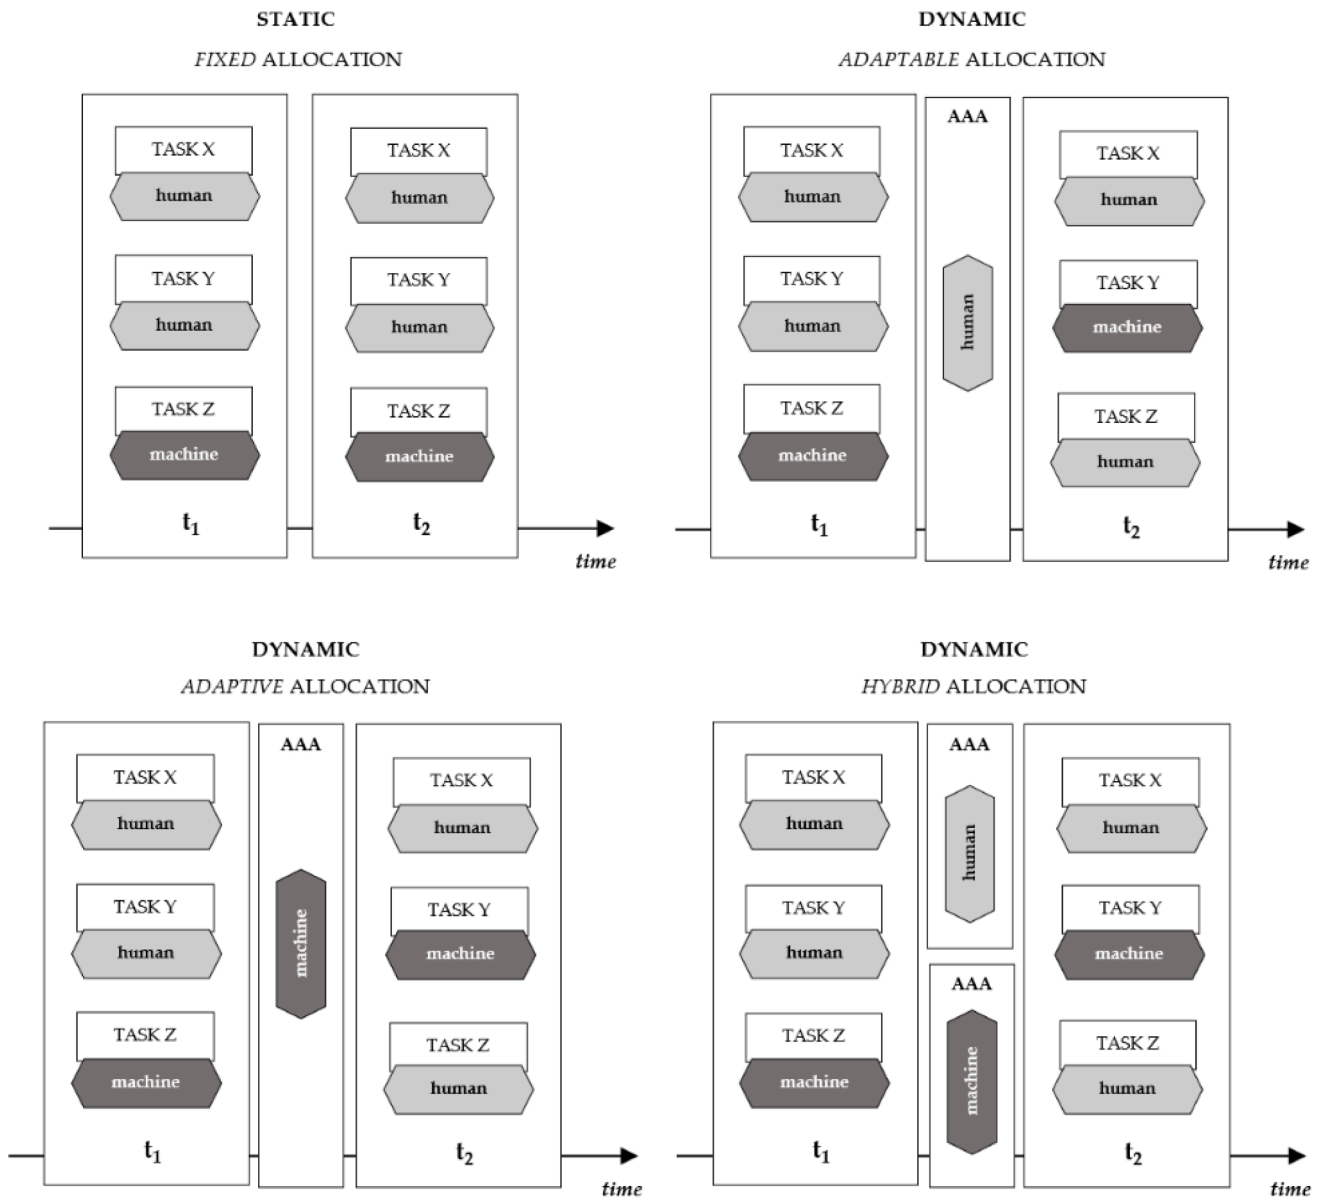 STATIC
FIXED ALLOCATION
TASK X
human
TASK Y
human
TASK Z
machine
t1
TASK X
human
TASK Y
human
TASK Z
machine
t2
time
DYNAMIC
ADAPTABLE ALLOCATION
TASK X
human
TASK Y
human
TASK Z
machine
t1
AAA
human
TASK X
human
TASK Y
machine
TASK Z
human
t2
time
DYNAMIC
ADAPTIVE ALLOCATION
TASK X
human
TASK Y
human
TASK Z
machine
t1
AAA
machine
TASK X
human
TASK Y
machine
TASK Z
human
t2
time
DYNAMIC
HYBRID ALLOCATION
TASK X
human
TASK Y
human
TASK Z
machine
t1
AAA
human
AAA
machine
TASK X
human
TASK Y
machine
TASK Z
human
t2
time